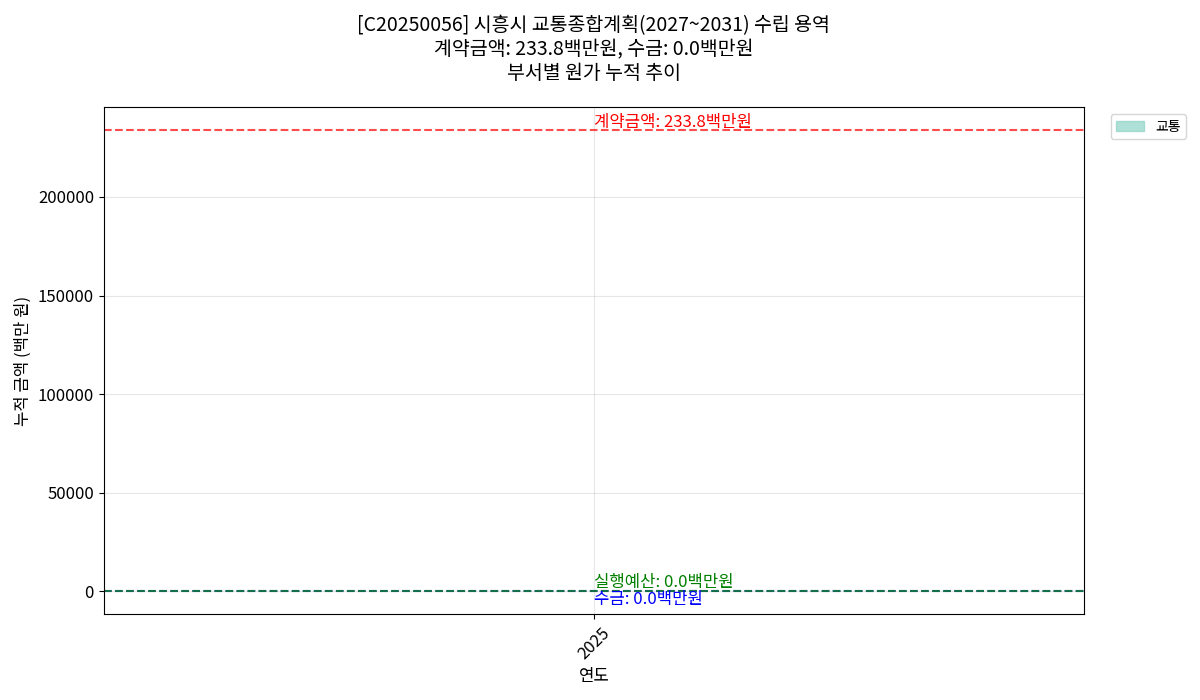 [C20250056] 시흥시 교통종합계획(2027~2031) 수립 용역
계약금액: 233.8백만원, 수금: 0.0백만원
부서별 원가 누적 추이
계약금액: 233.8백만원
교통
200000
150000
100000
50000
0
누적 금액 (백만 원)
실행예산: 0.0백만원
수금: 0.0백만원
2025
연도